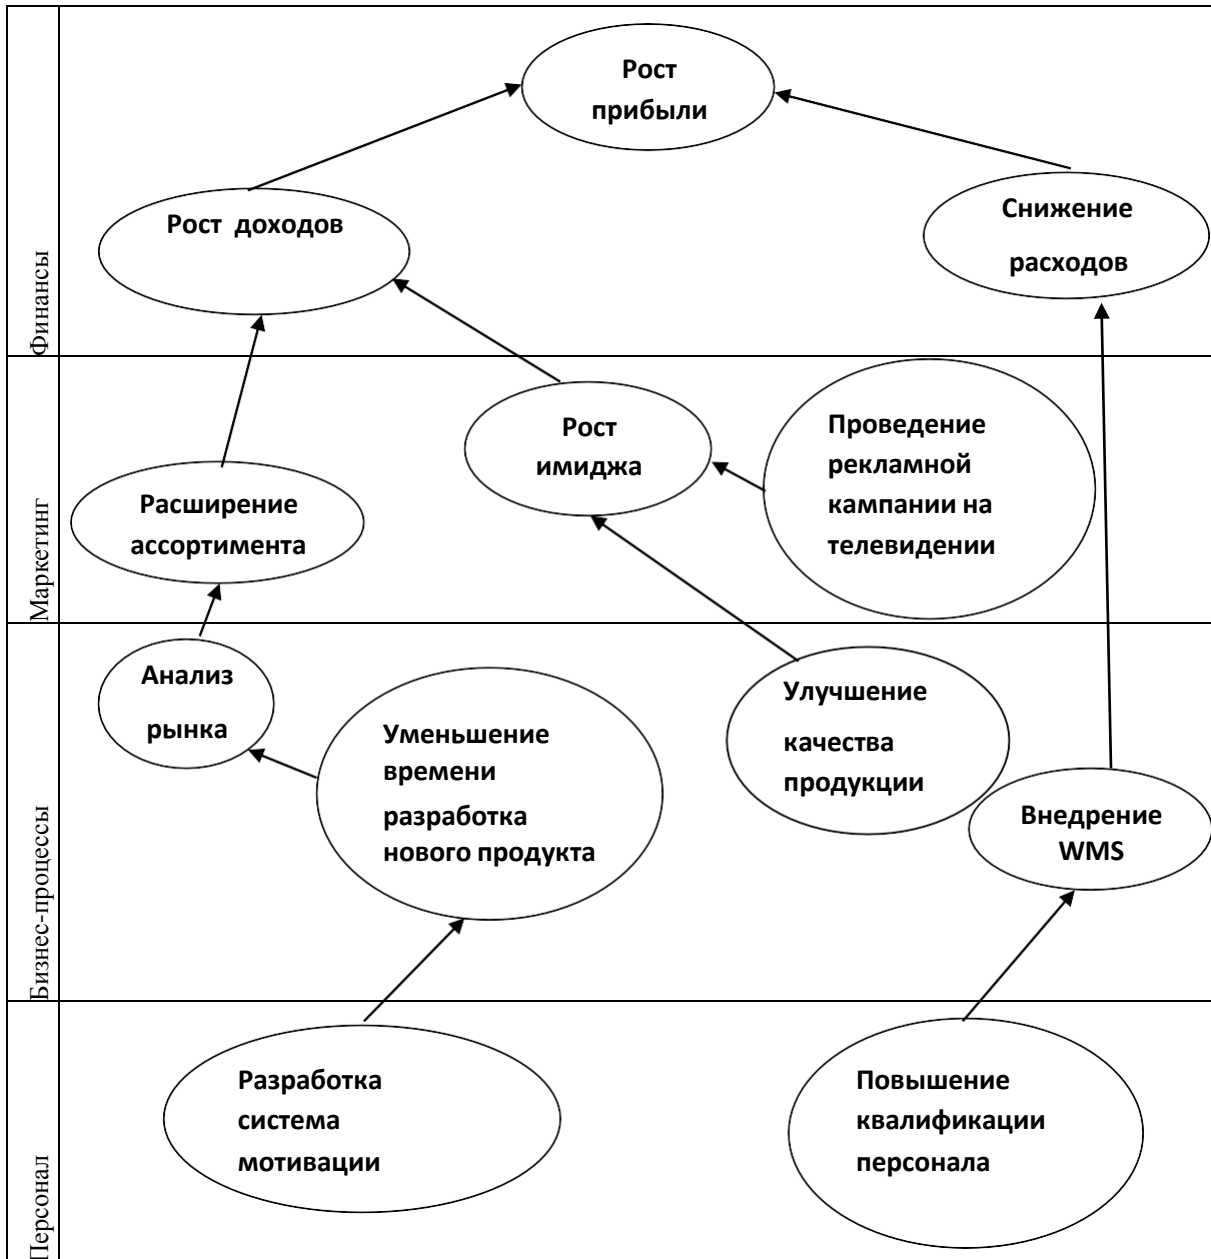 Финансы
Рост
прибыли
Рост доходов
Снижение
расходов
Маркетинг
Расширение
ассортимента
Рост
имиджа
Проведение
рекламной
кампании на
телевидении
Бизнес-процессы
Анализ
рынка
Уменьшение
времени
разработка
нового продукта
Улучшение
качества
продукции
Внедрение
WMS
Персонал
Разработка
система
мотивации
Повышение
квалификации
персонала